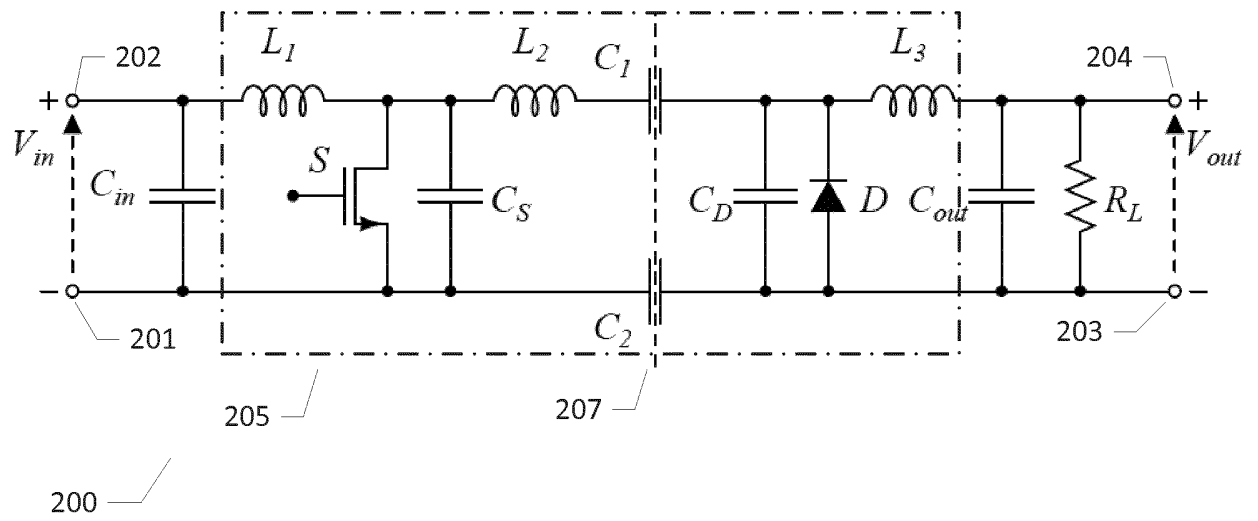 L1 L2 C1 L3
202 204
+ +
Vin Vout
Cin S CS CD D Cout RL
− −
201 C2 203
205 207
200